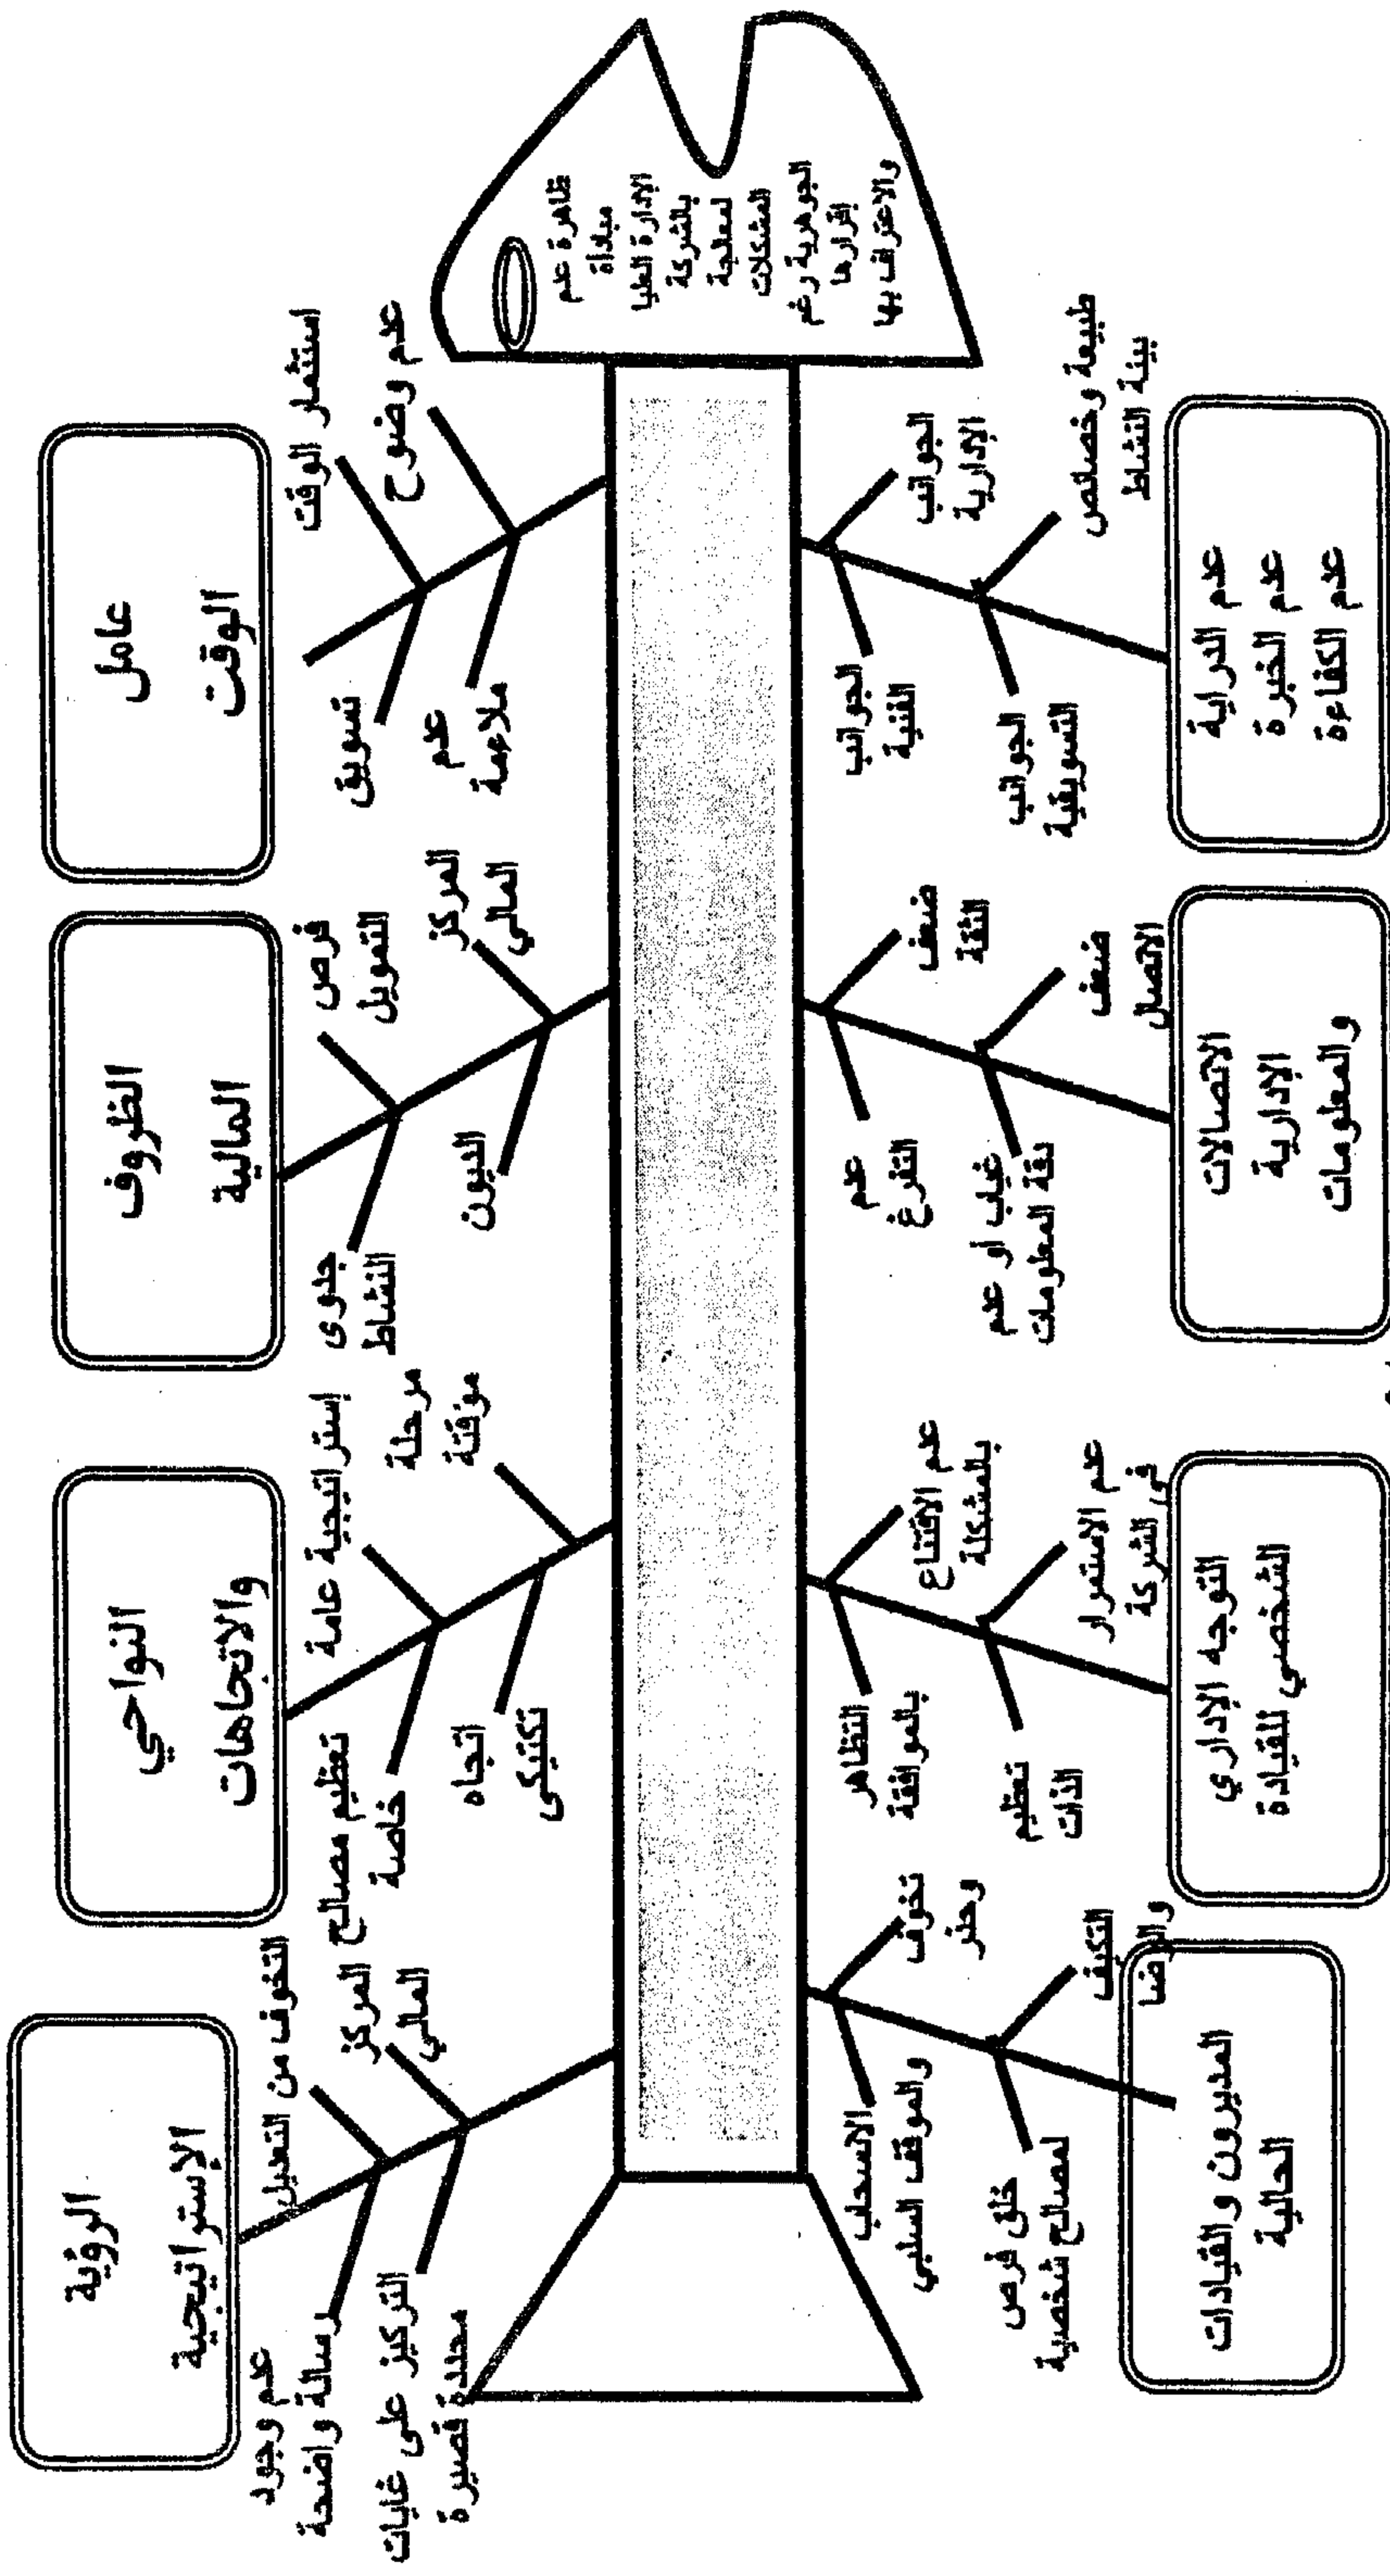 عامل
الوقت
الظروف
المالية
النواحي
والاتجاهات
الرؤية
الإستراتيجية
استثمار الوقت
عدم وضوح
تسويق
عدم
ملاءمة
فرص
التمويل
المركز
المالي
جدوى
النشاط
الديون
إستراتيجية عامة
مرحلة
موقتة
تعظيم مصالح
خاصة
اتجاه
تكتيكى
التخوف من التعديل
المركز
المالي
عدم وجود
رسالة واضحة
التركيز على غايات
محددة قصيرة
ظاهرة عدم
مبادأة
الإدارة العليا
بالشركة
لمعالجة
المشكلات
الجوهرية رغم
إقرارها
والاعتراف بها
الجوانب
الإدارية
طبيعة وخصائص
بيئة النشاط
الجوانب
الفنية
الجوانب
التسويقية
ضعف
الثقة
ضعف
الاتصال
عدم
التفرغ
غياب أو عدم
دقة المعلومات
عدم الاقتناع
بالمشكلة
عدم الاستمرار
فى الشركة
التظاهر
بالموافقة
تعظيم
الذات
تخوف
وحذر
التكيف
والرضا
الانسحاب
والموقف السلبي
خلق فرص
لمصالح شخصية
عدم الدراية
عدم الخبرة
عدم الكفاءة
الاتصالات
الإدارية
والمعلومات
التوجه الإداري
الشخصي للقيادة
المديرون والقيادات
الحالية